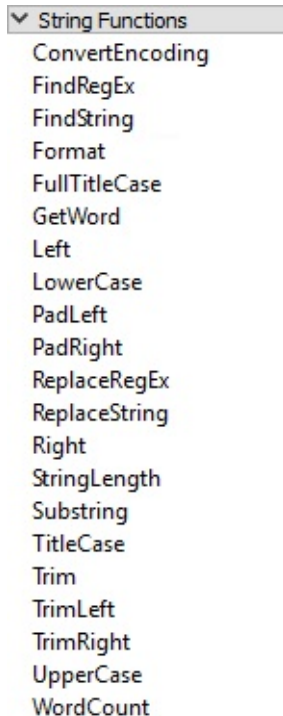 String Functions
ConvertEncoding
FindRegEx
FindString
Format
FullTitleCase
GetWord
Left
LowerCase
PadLeft
PadRight
ReplaceRegEx
ReplaceString
Right
StringLength
Substring
TitleCase
Trim
TrimLeft
TrimRight
UpperCase
WordCount